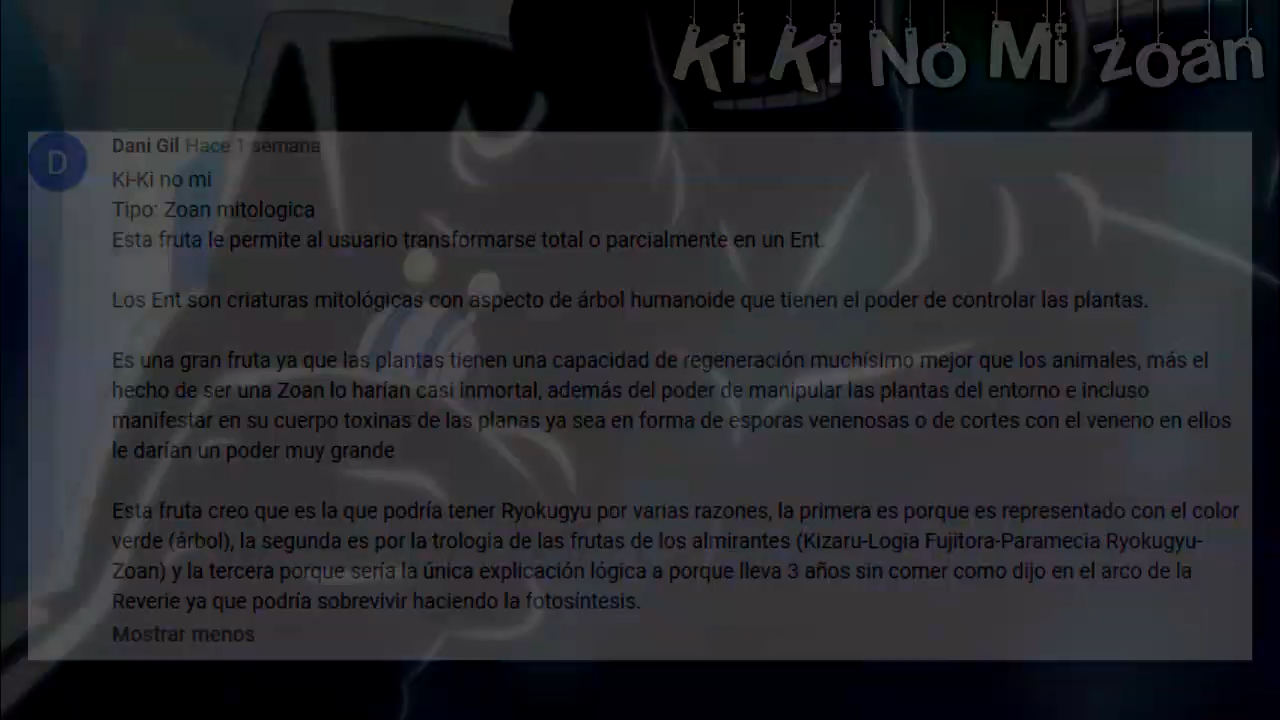 Ki Ki No Mi zoan
D
Dani Gil Hace 1 semana
Ki-Ki no mi
Tipo: Zoan mitologica
Esta fruta le permite al usuario transformarse total o parcialmente en un Ent.
Los Ent son criaturas mitológicas con aspecto de árbol humanoide que tienen el poder de controlar las plantas.
Es una gran fruta ya que las plantas tienen una capacidad de regeneración muchísimo mejor que los animales, más el
hecho de ser una Zoan lo harían casi inmortal, además del poder de manipular las plantas del entorno e incluso
manifestar en su cuerpo toxinas de las planas ya sea en forma de esporas venenosas o de cortes con el veneno en ellos
le darían un poder muy grande
Esta fruta creo que es la que podría tener Ryokugyu por varias razones, la primera es porque es representado con el color
verde (árbol), la segunda es por la trologia de las frutas de los almirantes (Kizaru-Logia Fujitora-Paramecia Ryokugyu-
Zoan) y la tercera porque sería la única explicación lógica a porque lleva 3 años sin comer como dijo en el arco de la
Reverie ya que podría sobrevivir haciendo la fotosíntesis.
Mostrar menos